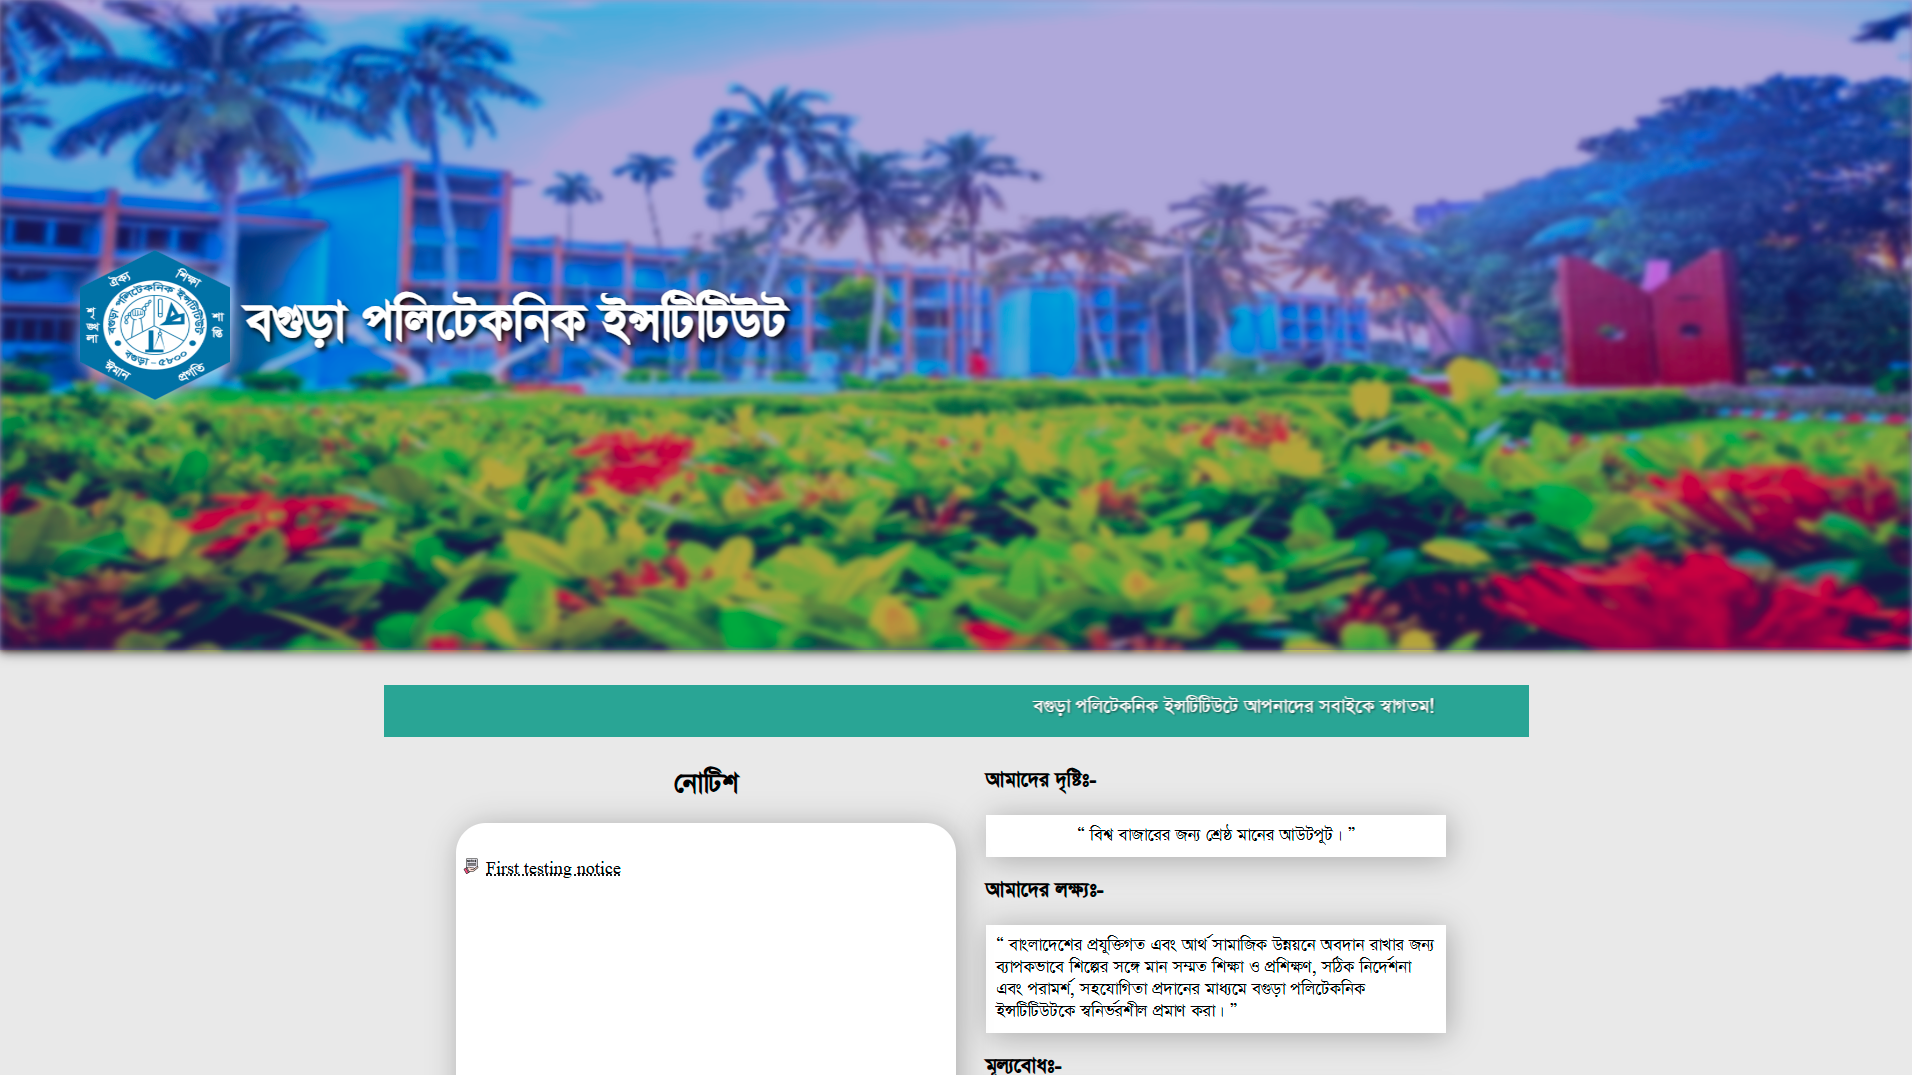 ঐক্য
শিক্ষা
শৃঙ্খলা
শান্তি
বগুড়া পলিটেকনিক ইন্সটিটিউট
বগুড়া - ৫৮০০
ঈমান
প্রগতি
বগুড়া পলিটেকনিক ইন্সটিটিউট
বগুড়া পলিটেকনিক ইন্সটিটিউটে আপনাদের সবাইকে স্বাগতম!
নোটিশ
First testing notice
আমাদের দৃষ্টিঃ-
“ বিশ্ব বাজারের জন্য শ্রেষ্ঠ মানের আউটপূট। ”
আমাদের লক্ষ্যঃ-
“ বাংলাদেশের প্রযূক্তিগত এবং আর্থ সামাজিক উন্নয়নে অবদান রাখার জন্য
ব্যাপকভাবে শিল্পের সঙ্গে মান সম্মত শিক্ষা ও প্রশিক্ষণ, সঠিক নির্দেশনা
এবং পরামর্শ, সহযোগিতা প্রদানের মাধ্যমে বগুড়া পলিটেকনিক
ইন্সটিটিউটকে স্বনির্ভরশীল প্রমাণ করা। ”
মূল্যবোধঃ-